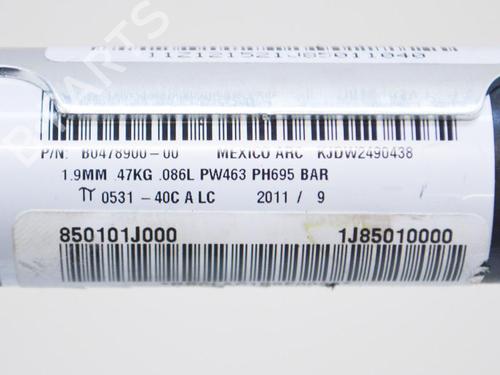 11Z121521J85011040
P/N: B0478900-00 MEXICO ARC KJDW2490438
1.9MM .47KG .086L PW463 PH695 BAR
π 0531 -40C A LC 2011 / 9
850101J000 1J85010000